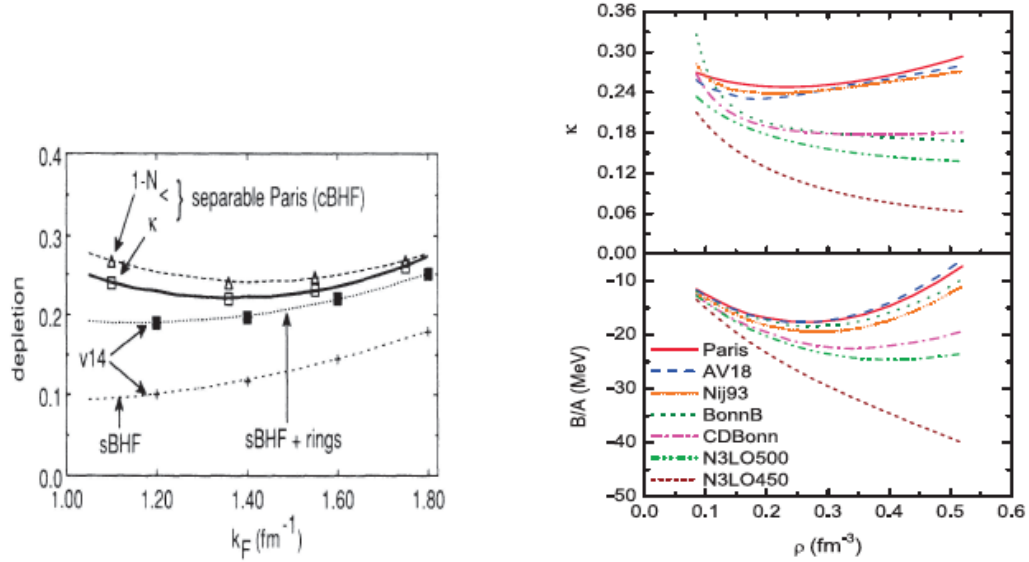 0.4
0.3
0.2
0.1
0.0
depletion
1-N
<
}
separable Paris (cBHF)
κ
v14
sBHF
sBHF + rings
1.00
1.20
1.40
1.60
1.80
k_F (fm⁻¹)
0.36
0.30
0.24
0.18
0.12
0.06
0.00
κ
-10
-20
-30
-40
-50
B/A (MeV)
Paris
AV18
Nij93
BonnB
CDBonn
N3LO500
N3LO450
0.0
0.1
0.2
0.3
0.4
0.5
0.6
ρ (fm⁻³)